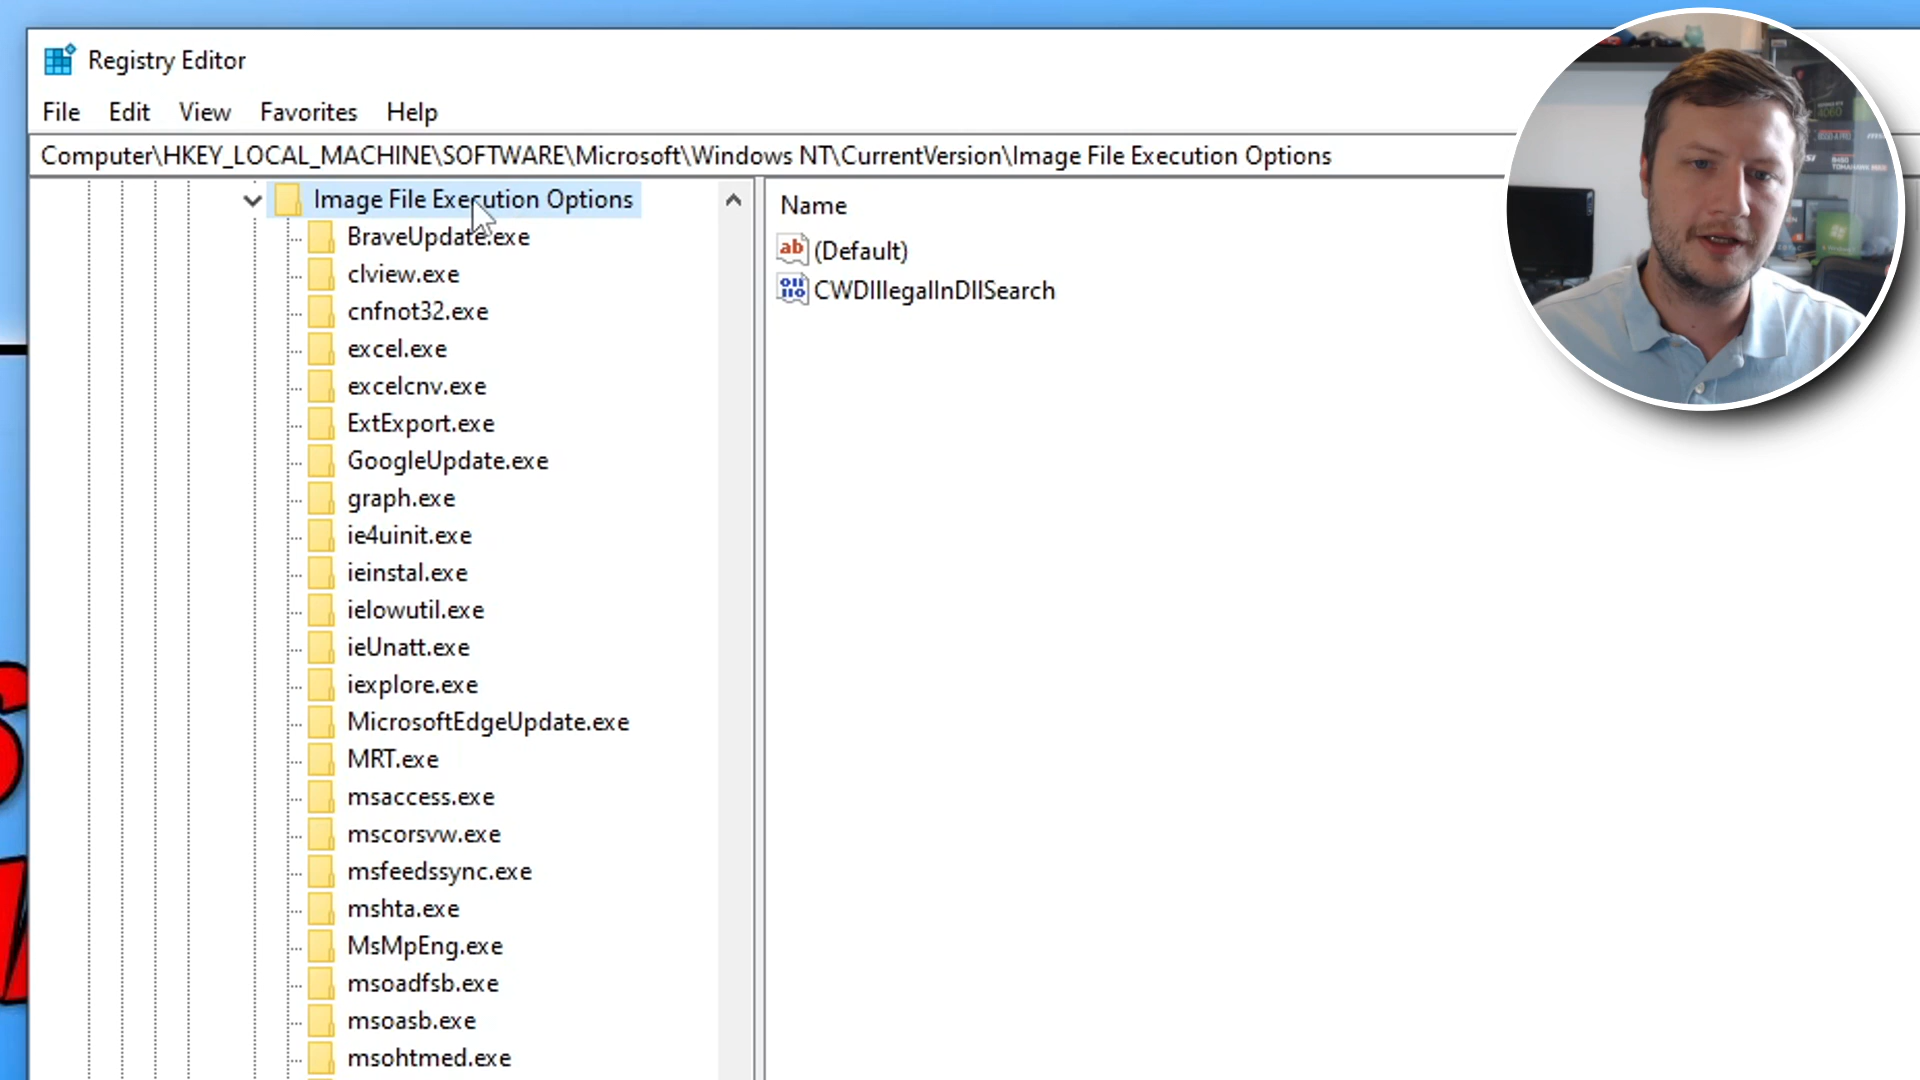 Registry Editor
File Edit View Favorites Help
Computer\HKEY_LOCAL_MACHINE\SOFTWARE\Microsoft\Windows NT\CurrentVersion\Image File Execution Options
Image File Execution Options
BraveUpdate.exe
clview.exe
cnfnot32.exe
excel.exe
excelcnv.exe
ExtExport.exe
GoogleUpdate.exe
graph.exe
ie4uinit.exe
ieinstal.exe
ielowutil.exe
ieUnatt.exe
iexplore.exe
MicrosoftEdgeUpdate.exe
MRT.exe
msaccess.exe
mscorsvw.exe
msfeedssync.exe
mshta.exe
MsMpEng.exe
msoadfsb.exe
msoasb.exe
msohtmed.exe
Name
(Default)
CWDIllegalInDllSearch